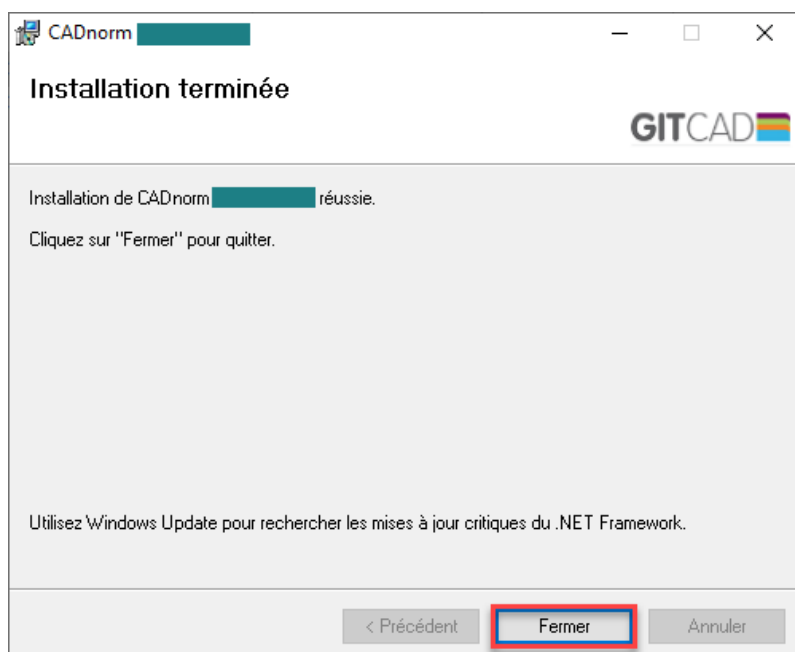 CADnorm
Installation terminée
GITCAD
Installation de CADnorm réussie.
Cliquez sur "Fermer" pour quitter.
Utilisez Windows Update pour rechercher les mises à jour critiques du .NET Framework.
< Précédent Fermer Annuler